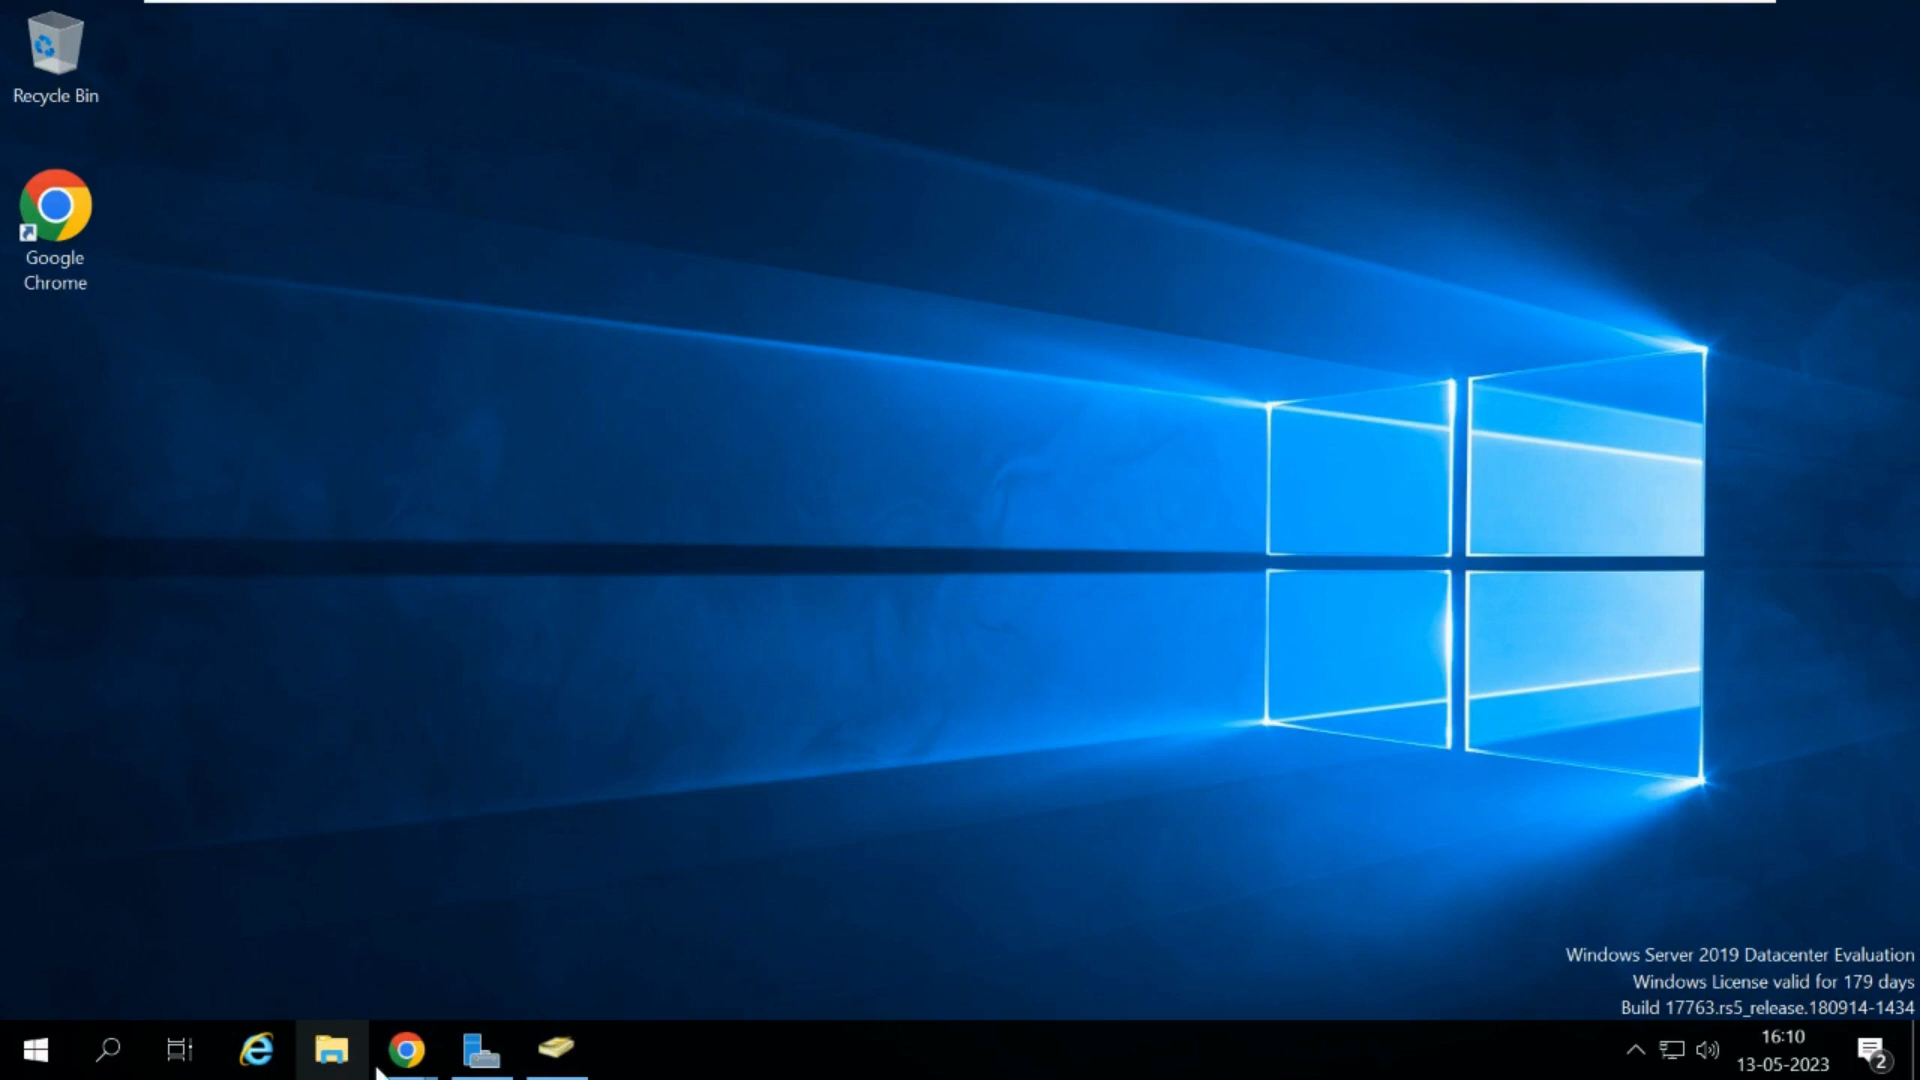 Recycle Bin
Google
Chrome
Windows Server 2019 Datacenter Evaluation
Windows License valid for 179 days
Build 17763.rs5_release.180914-1434
16:10
13-05-2023
2